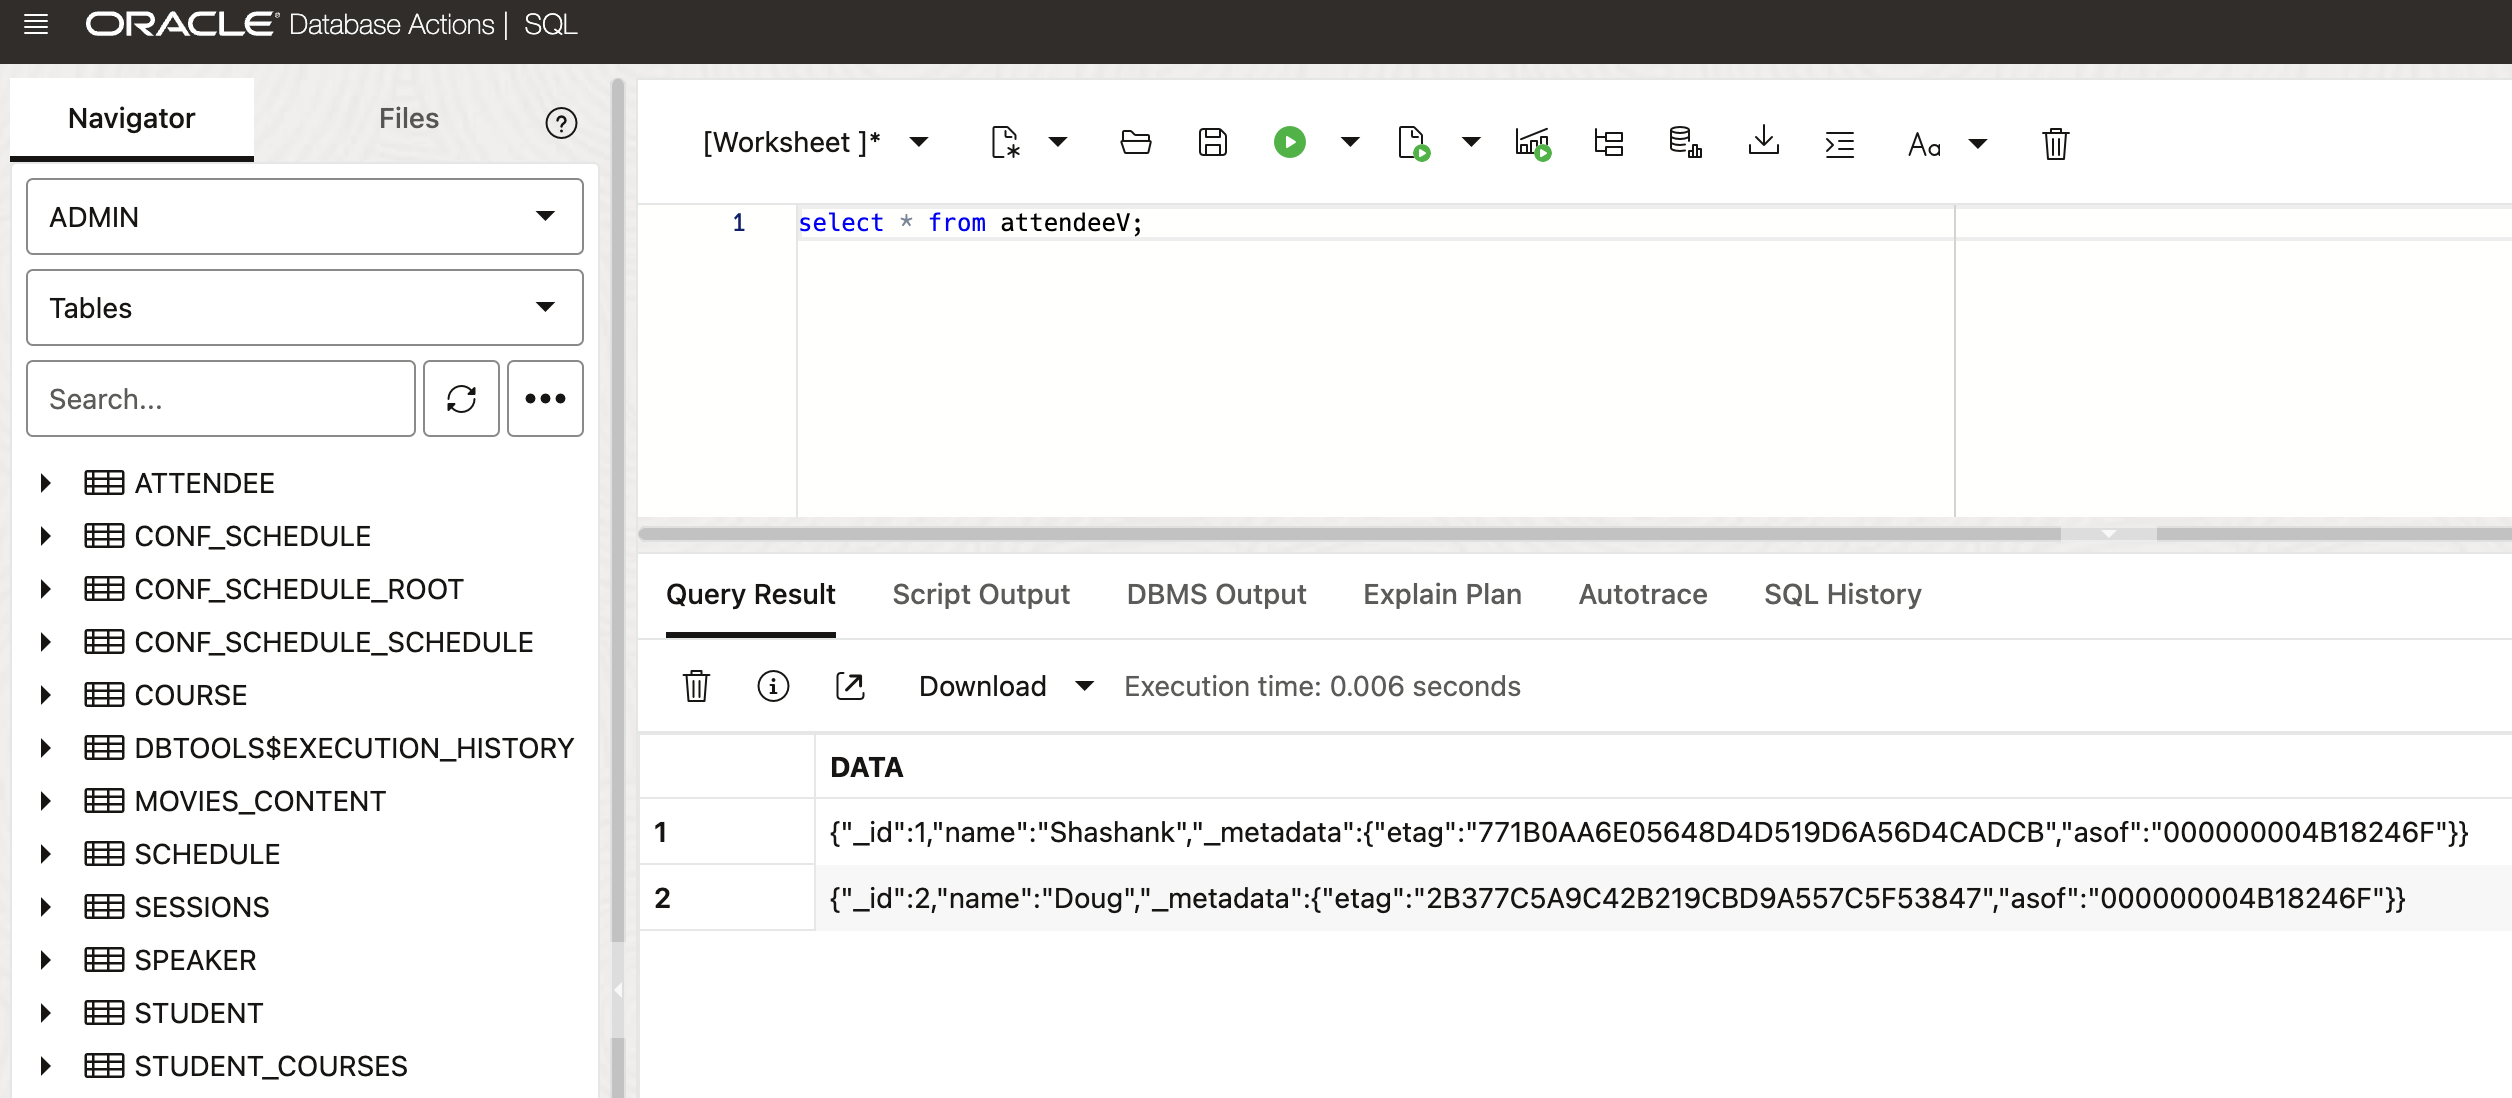 ORACLE Database Actions | SQL
Navigator
Files
?
ADMIN
Tables
Search...
ATTENDEE
CONF_SCHEDULE
CONF_SCHEDULE_ROOT
CONF_SCHEDULE_SCHEDULE
COURSE
DBTOOLS$EXECUTION_HISTORY
MOVIES_CONTENT
SCHEDULE
SESSIONS
SPEAKER
STUDENT
STUDENT_COURSES
[Worksheet ]*
Aa
1 select * from attendeeV;
Query Result Script Output DBMS Output Explain Plan Autotrace SQL History
Download Execution time: 0.006 seconds
DATA
1 {"_id":1,"name":"Shashank","_metadata":{"etag":"771B0AA6E05648D4D519D6A56D4CADCB","asof":"000000004B18246F"}}
2 {"_id":2,"name":"Doug","_metadata":{"etag":"2B377C5A9C42B219CBD9A557C5F53847","asof":"000000004B18246F"}}